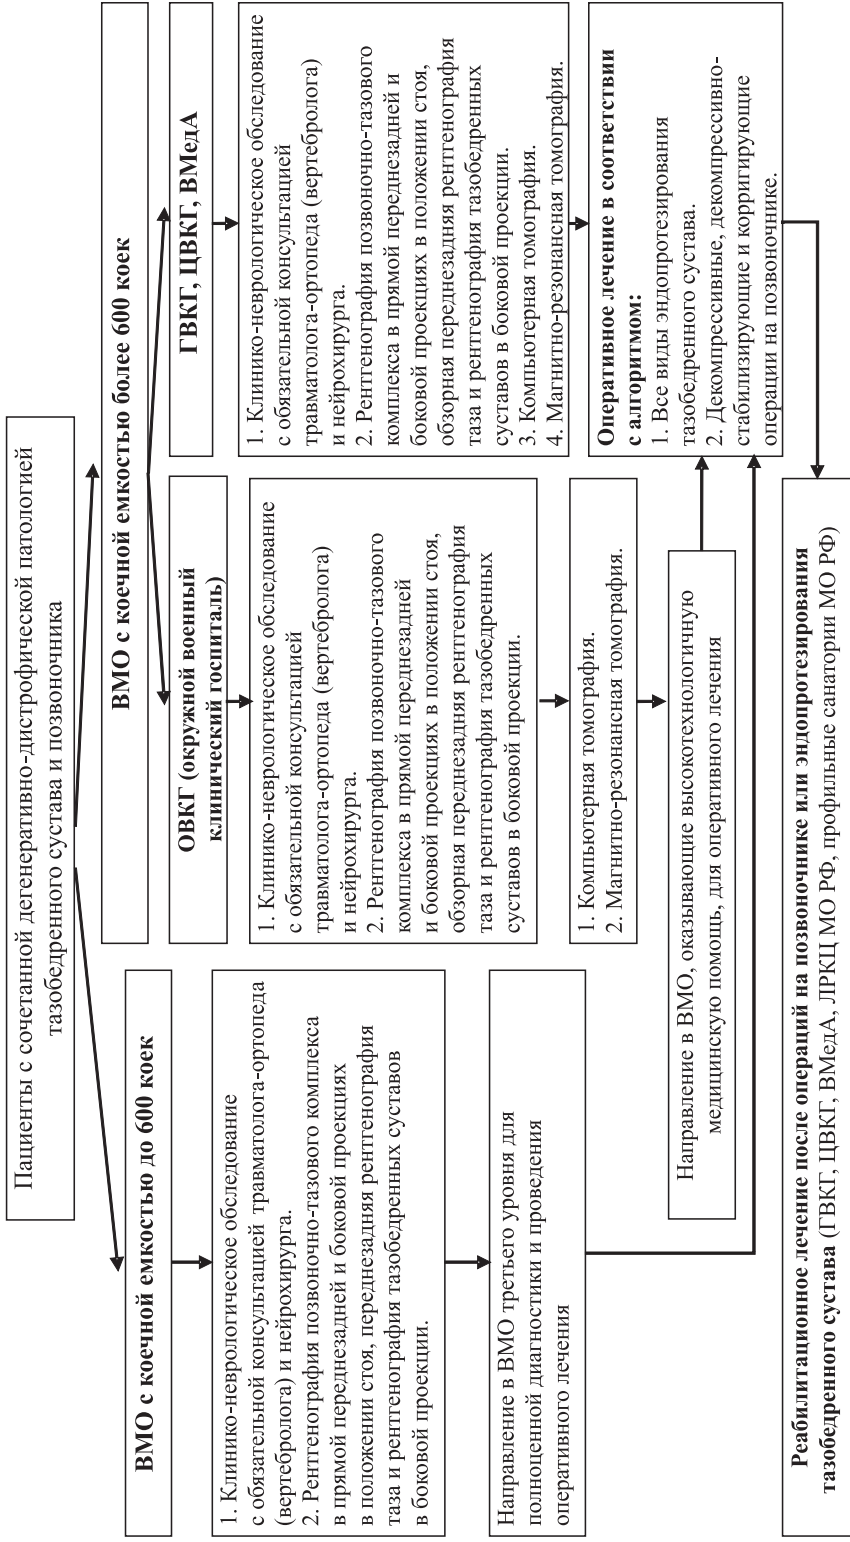 Пациенты с сочетанной дегенеративно-дистрофической патологией
тазобедренного сустава и позвоночника
ВМО с коечной емкостью до 600 коек
1. Клинико-неврологическое обследование
с обязательной консультацией травматолога-ортопеда
(вертебролога) и нейрохирурга.
2. Рентгенография позвоночно-тазового комплекса
в прямой переднезадней и боковой проекциях
в положении стоя, переднезадняя рентгенография
таза и рентгенография тазобедренных суставов
в боковой проекции.
Направление в ВМО третьего уровня для
полноценной диагностики и проведения
оперативного лечения
ВМО с коечной емкостью более 600 коек
ОВКГ (окружной военный
клинический госпиталь)
1. Клинико-неврологическое обследование
с обязательной консультацией
травматолога-ортопеда (вертебролога)
и нейрохирурга.
2. Рентгенография позвоночно-тазового
комплекса в прямой переднезадней
и боковой проекциях в положении стоя,
обзорная переднезадняя рентгенография
таза и рентгенография тазобедренных
суставов в боковой проекции.
1. Компьютерная томография.
2. Магнитно-резонансная томография.
Направление в ВМО, оказывающие высокотехнологичную
медицинскую помощь, для оперативного лечения
ГВКГ, ЦВКГ, ВМедА
1. Клинико-неврологическое обследование
с обязательной консультацией
травматолога-ортопеда (вертебролога)
и нейрохирурга.
2. Рентгенография позвоночно-тазового
комплекса в прямой переднезадней и
боковой проекциях в положении стоя,
обзорная переднезадняя рентгенография
таза и рентгенография тазобедренных
суставов в боковой проекции.
3. Компьютерная томография.
4. Магнитно-резонансная томография.
Оперативное лечение в соответствии
с алгоритмом:
1. Все виды эндопротезирования
тазобедренного сустава.
2. Декомпрессивные, декомпрессивно-
стабилизирующие и корригирующие
операции на позвоночнике.
Реабилитационное лечение после операций на позвоночнике или эндопротезирования
тазобедренного сустава (ГВКГ, ЦВКГ, ВМедА, ЛРКЦ МО РФ, профильные санатории МО РФ)